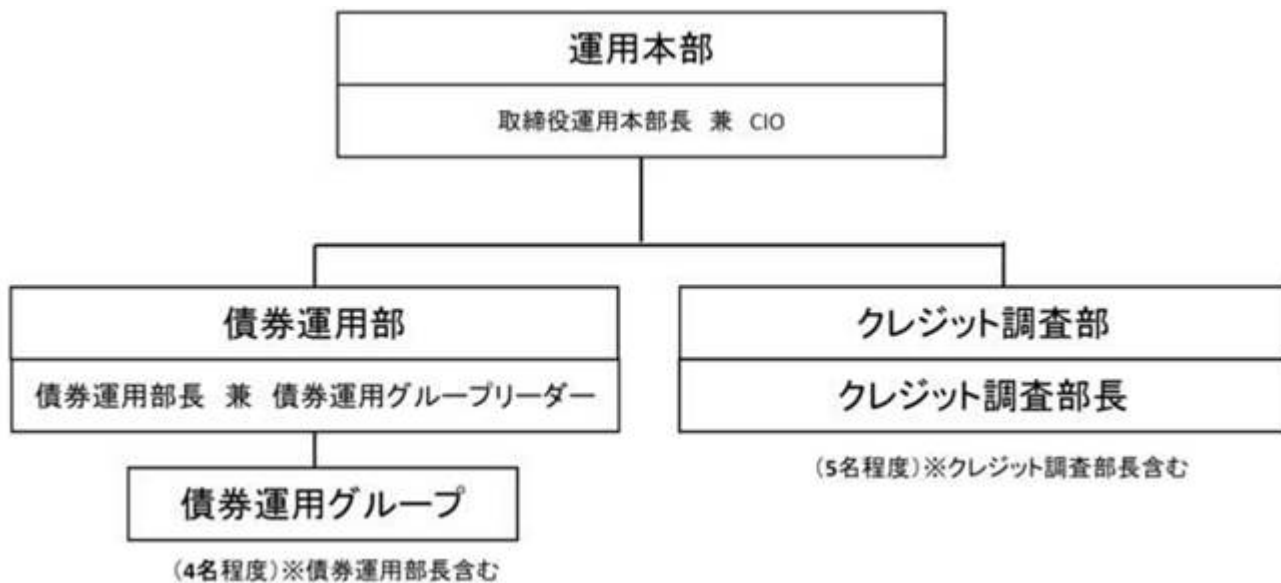 運用本部
取締役運用本部長 兼 CIO
債券運用部
債券運用部長 兼 債券運用グループリーダー
債券運用グループ
(4名程度)※債券運用部長含む
クレジット調査部
クレジット調査部長
(5名程度)※クレジット調査部長含む